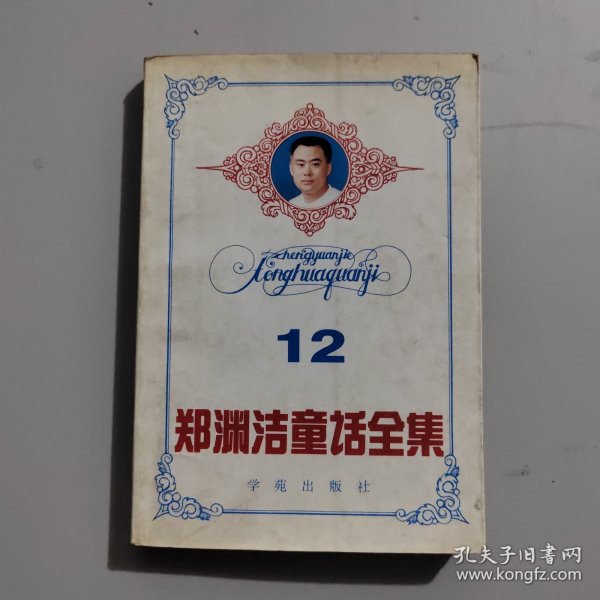 zhengyuanjie
tonghuaquanji
12
郑渊洁童话全集
学苑出版社
孔夫子旧书网
www.kongfz.com